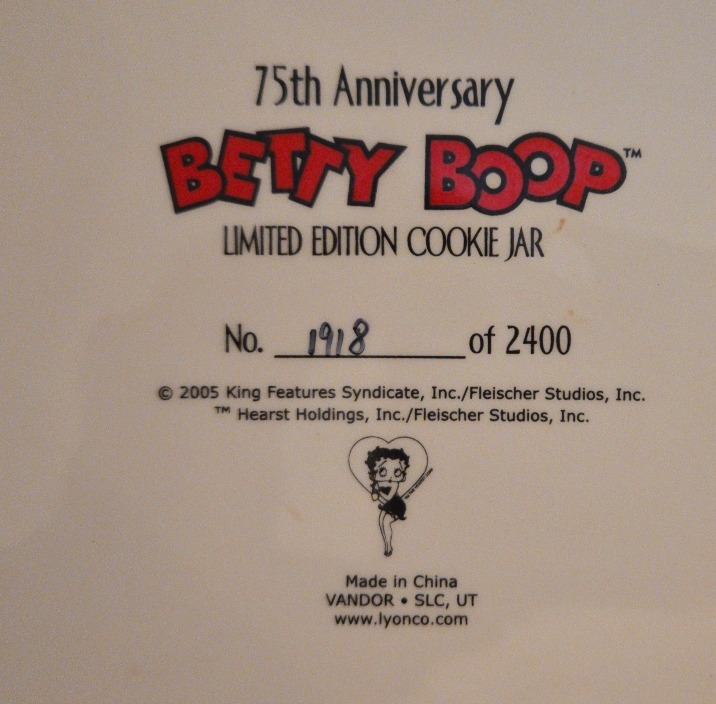 75th Anniversary
BETTY BOOP™
LIMITED EDITION COOKIE JAR
No. 1918 of 2400
© 2005 King Features Syndicate, Inc./Fleischer Studios, Inc.
™ Hearst Holdings, Inc./Fleischer Studios, Inc.
Made in China
VANDOR • SLC, UT
www.lyonco.com